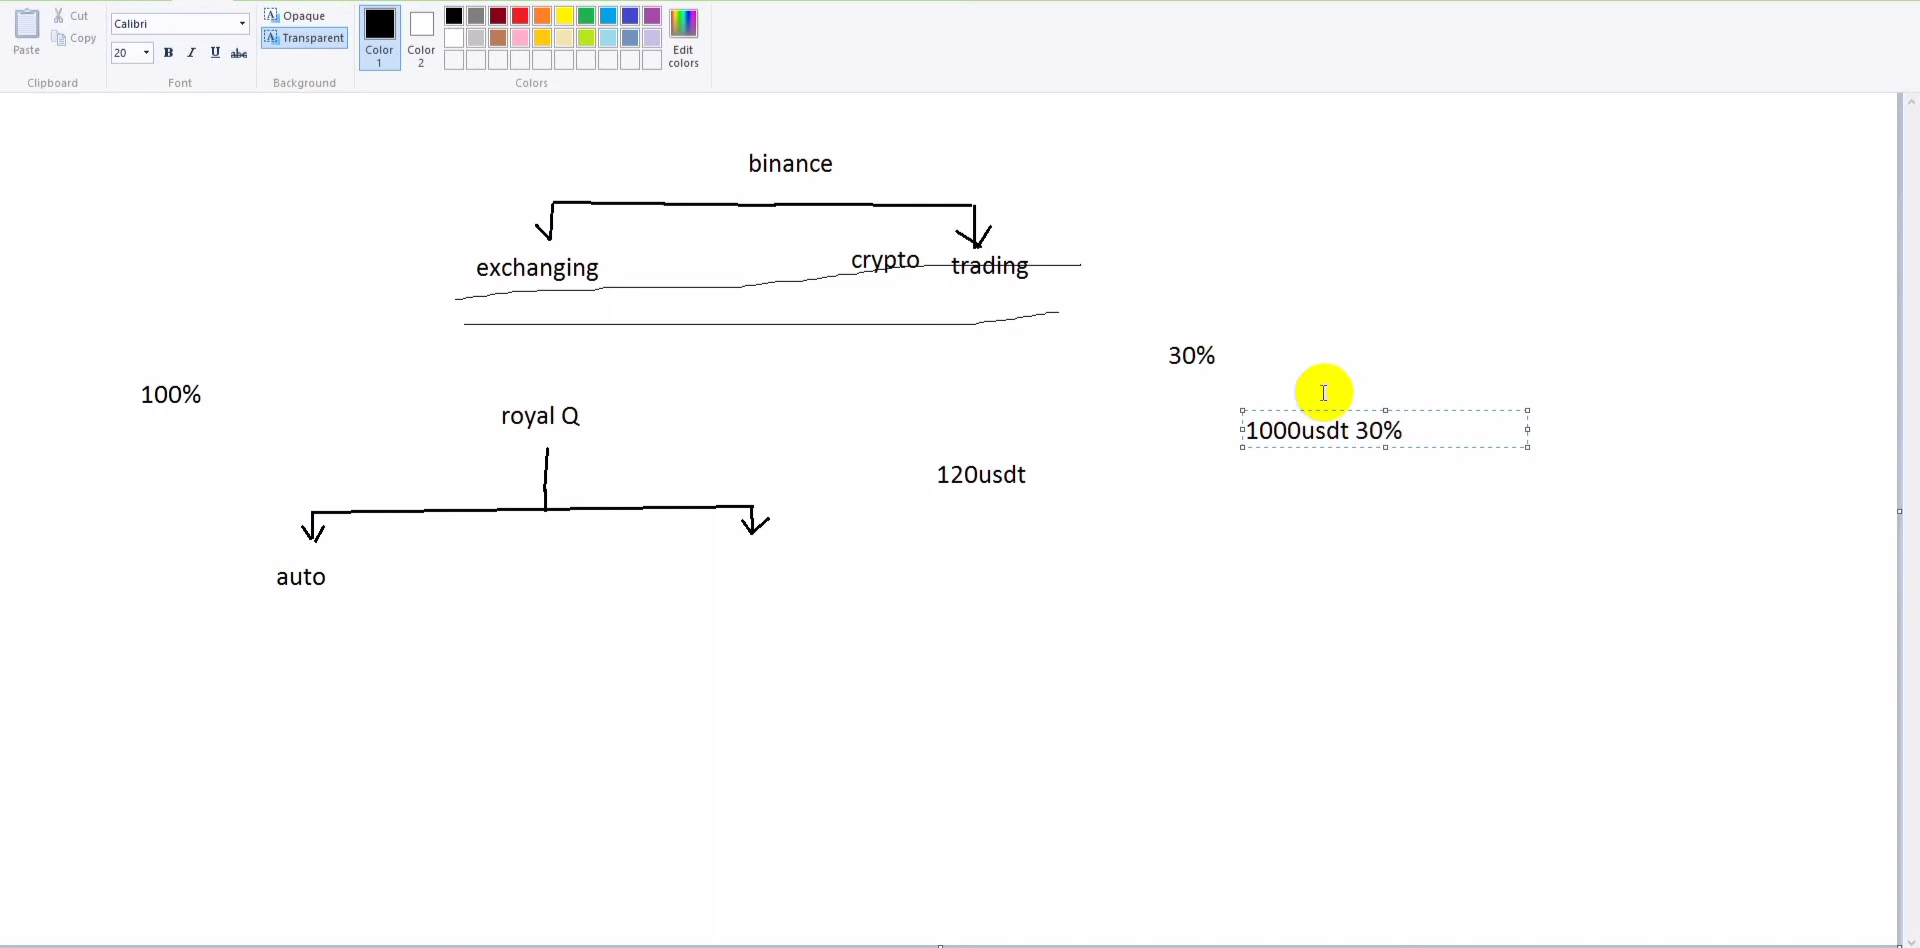 Paste
Cut
Copy
Clipboard
Calibri
20
B I U abc
Font
Opaque
Transparent
Background
Color 1
Color 2
Edit colors
Colors
binance
exchanging
crypto
trading
30%
100%
royal Q
1000usdt 30%
120usdt
auto